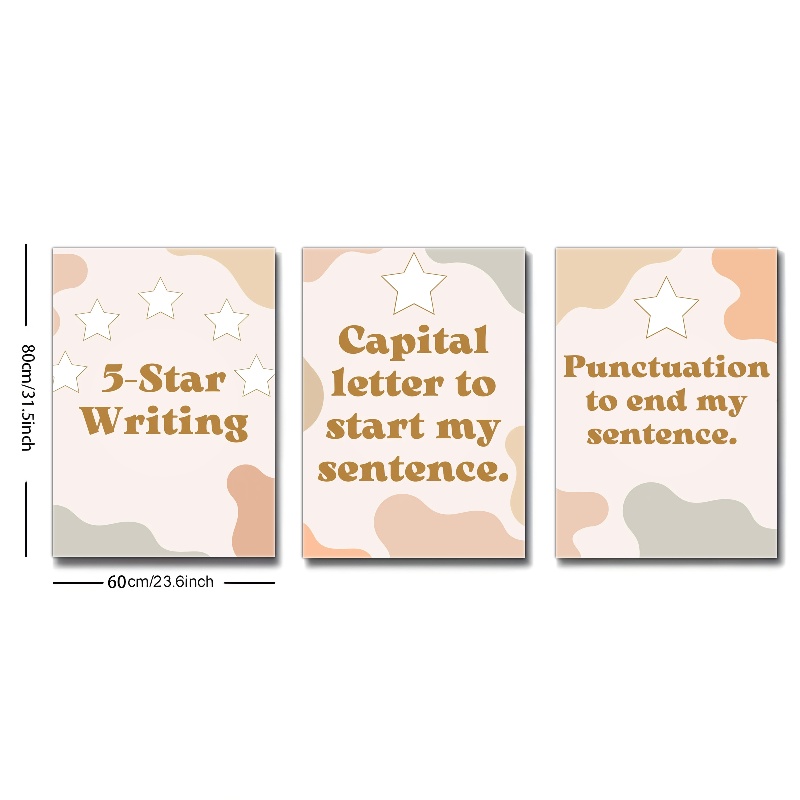 80cm/31.5inch
5-Star
Writing
60cm/23.6inch
Capital
letter to
start my
sentence.
Punctuation
to end my
sentence.